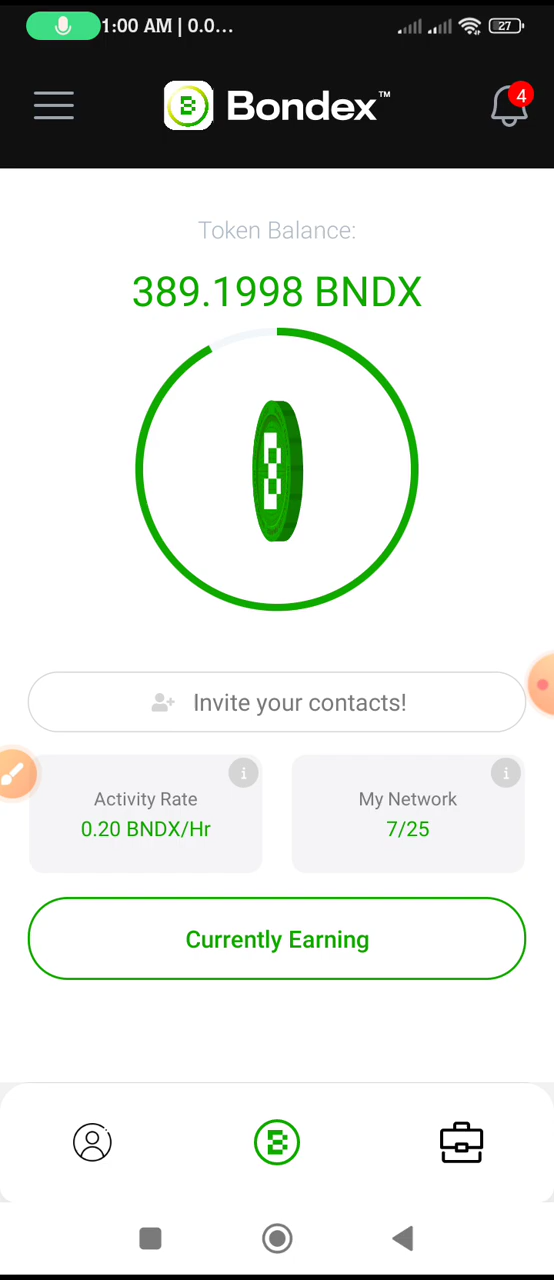 1:00 AM | 0.0...
27
Bondex™
4
Token Balance:
389.1998 BNDX
Invite your contacts!
Activity Rate
0.20 BNDX/Hr
My Network
7/25
Currently Earning